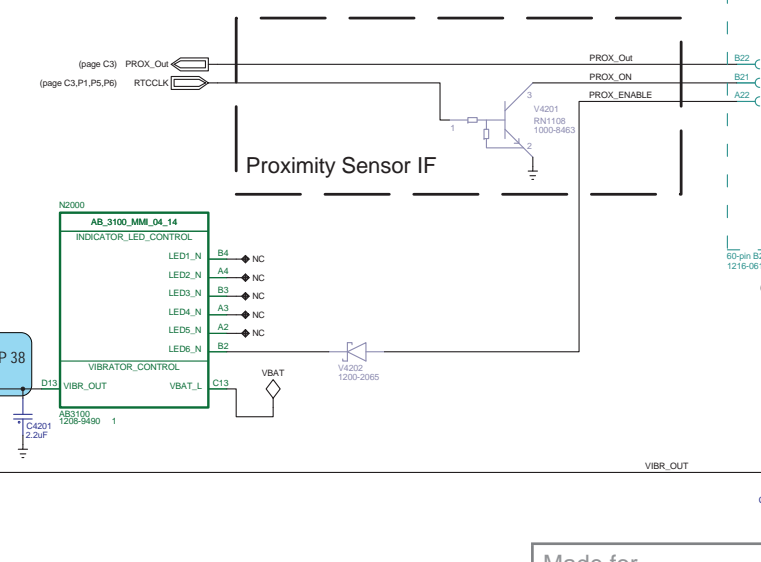 (page C3) PROX_Out
PROX_Out
B22
(page C3,P1,P5,P6) RTCCLK
PROX_ON
B21
PROX_ENABLE
A22
3
V4201
RN1108
1000-8463
1
2
Proximity Sensor IF
N2000
AB_3100_MMI_04_14
INDICATOR_LED_CONTROL
LED1_N B4 NC
LED2_N A4 NC
LED3_N B3 NC
LED4_N A3 NC
LED5_N A2 NC
LED6_N B2
60-pin B2
1216-061
P 38
VIBRATOR_CONTROL
V4202
1200-2065
VBAT
D13 VIBR_OUT VBAT_L C13
AB3100
1208-9490 1
C4201
2.2uF
VIBR_OUT